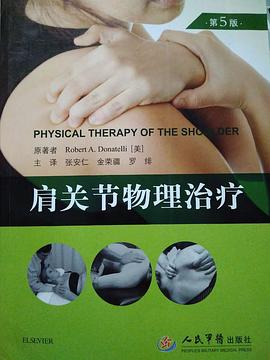 ·第5版·
PHYSICAL THERAPY OF THE SHOULDER
原著者 Robert A. Donatelli [美]
主 译 张安仁 金荣疆 罗 绯
肩关节物理治疗
ELSEVIER
人民军医出版社
PEOPLE'S MILITARY MEDICAL PRESS